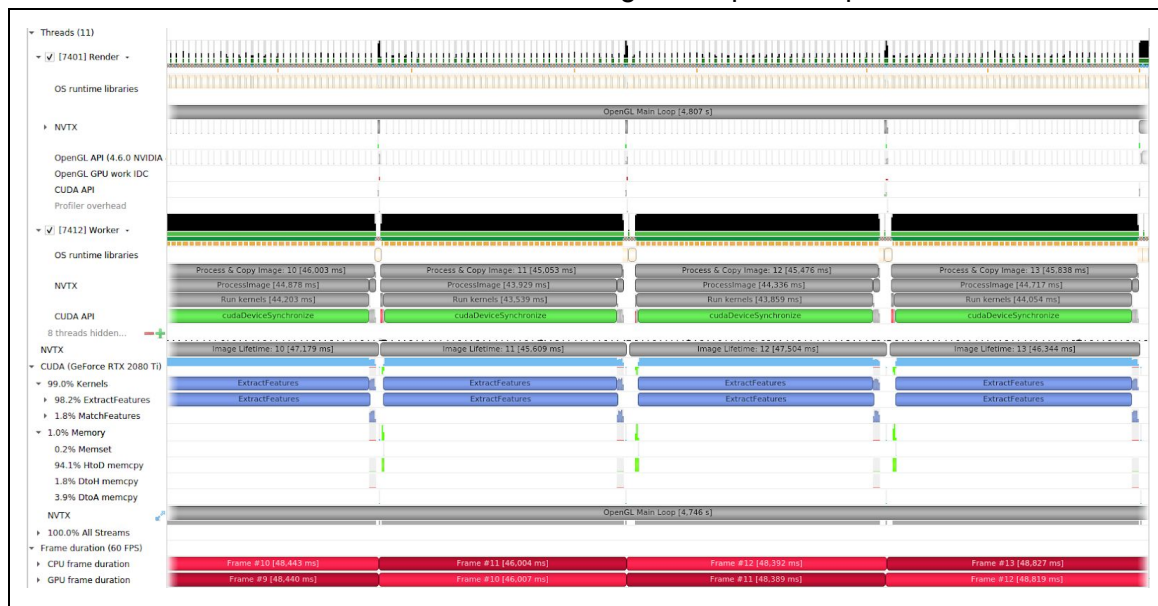 Threads (11)
[7401] Render
OS runtime libraries
OpenGL Main Loop [4,807 s]
NVTX
OpenGL API (4.6.0 NVIDIA
OpenGL GPU work IDC
CUDA API
Profiler overhead
[7412] Worker
OS runtime libraries
Process & Copy Image: 10 [46,003 ms] Process & Copy Image: 11 [45,053 ms] Process & Copy Image: 12 [45,476 ms] Process & Copy Image: 13 [45,838 ms]
NVTX ProcessImage [44,878 ms] ProcessImage [43,929 ms] ProcessImage [44,336 ms] ProcessImage [44,717 ms]
Run kernels [44,203 ms] Run kernels [43,539 ms] Run kernels [43,859 ms] Run kernels [44,054 ms]
CUDA API cudaDeviceSynchronize cudaDeviceSynchronize cudaDeviceSynchronize cudaDeviceSynchronize
8 threads hidden...
NVTX Image Lifetime: 10 [47,179 ms] Image Lifetime: 11 [45,609 ms] Image Lifetime: 12 [47,504 ms] Image Lifetime: 13 [46,344 ms]
CUDA (GeForce RTX 2080 Ti)
99.0% Kernels ExtractFeatures ExtractFeatures ExtractFeatures ExtractFeatures
98.2% ExtractFeatures ExtractFeatures ExtractFeatures ExtractFeatures ExtractFeatures
1.8% MatchFeatures
1.0% Memory
0.2% Memset
94.1% HtoD memcpy
1.8% DtoH memcpy
3.9% DtoA memcpy
NVTX OpenGL Main Loop [4,746 s]
100.0% All Streams
Frame duration (60 FPS)
CPU frame duration Frame #10 [48,443 ms] Frame #11 [46,004 ms] Frame #12 [48,392 ms] Frame #13 [48,827 ms]
GPU frame duration Frame #9 [48,440 ms] Frame #10 [46,007 ms] Frame #11 [48,389 ms] Frame #12 [48,819 ms]